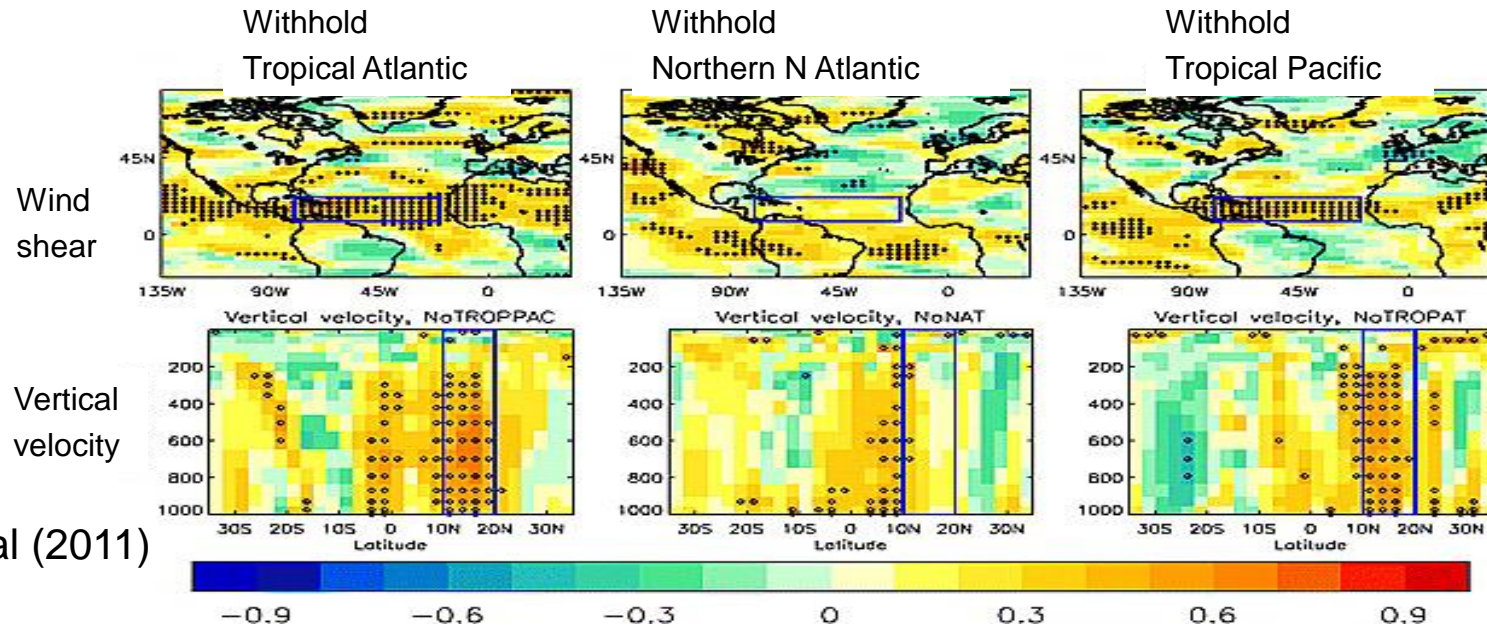 Withhold
Tropical Atlantic
Withhold
Northern N Atlantic
Withhold
Tropical Pacific
Wind
shear
45N
0
135W 90W 45W 0
45N
0
135W 90W 45W 0
45N
0
135W 90W 45W 0
Vertical
velocity
Vertical velocity, NoTROPPAC
200
400
600
800
1000
30S 20S 10S 0 10N 20N 30N
Latitude
Vertical velocity, NoNAT
200
400
600
800
1000
30S 20S 10S 0 10N 20N 30N
Latitude
Vertical velocity, NoTROPAT
200
400
600
800
1000
30S 20S 10S 0 10N 20N 30N
Latitude
al (2011)
−0.9 −0.6 −0.3 0 0.3 0.6 0.9